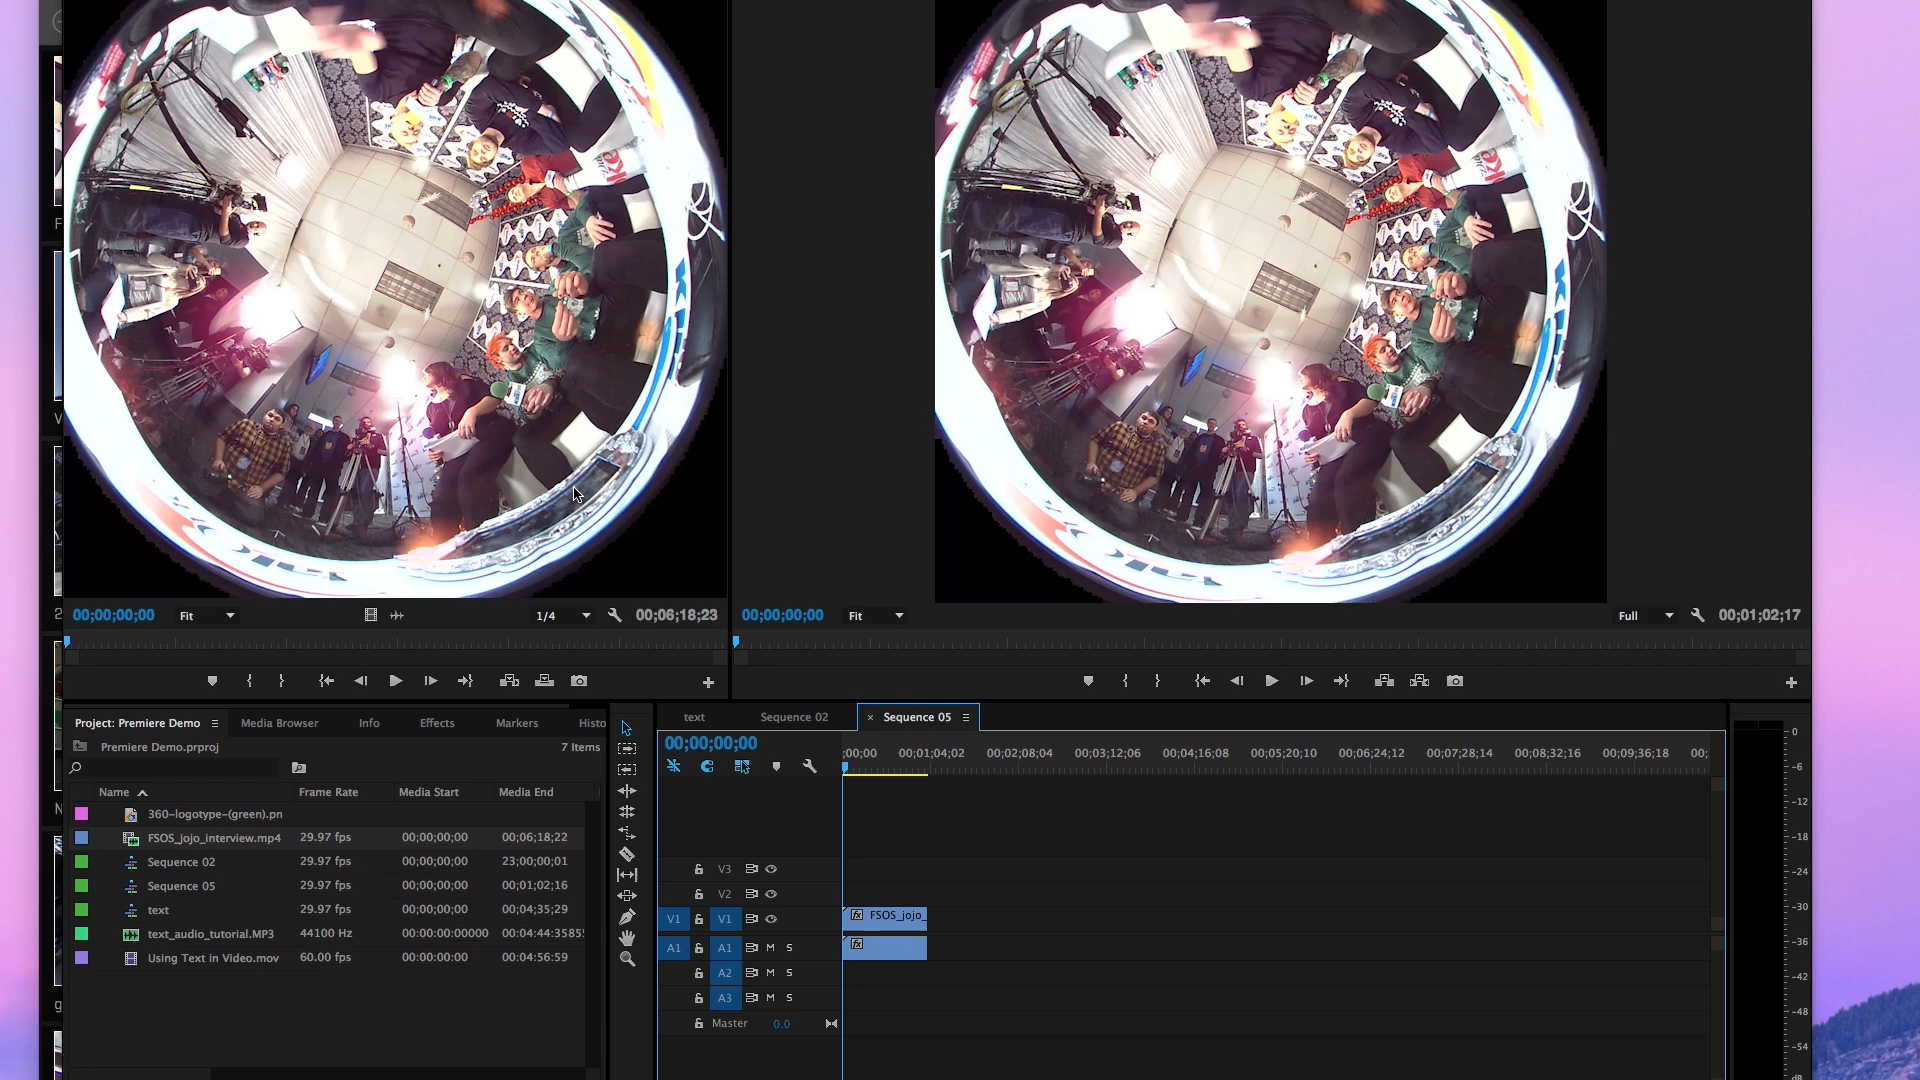 00;00;00;00 Fit 1/4 00;06;18;23
00;00;00;00 Fit Full 00;01;02;17
Project: Premiere Demo Media Browser Info Effects Markers Histo
Premiere Demo.prproj 7 Items
Name Frame Rate Media Start Media End
360-logotype-(green).pn
FSOS_jojo_interview.mp4 29.97 fps 00;00;00;00 00;06;18;22
Sequence 02 29.97 fps 00;00;00;00 23;00;00;01
Sequence 05 29.97 fps 00;00;00;00 00;01;02;16
text 29.97 fps 00;00;00;00 00;04;35;29
text_audio_tutorial.MP3 44100 Hz 00:00:00:00000 00:04:44:3585
Using Text in Video.mov 60.00 fps 00:00:00:00 00:04:56:59
text Sequence 02 × Sequence 05
00;00;00;00
;00;00 00;01;04;02 00;02;08;04 00;03;12;06 00;04;16;08 00;05;20;10 00;06;24;12 00;07;28;14 00;08;32;16 00;09;36;18 00;
V3
V2
V1 V1 fx FSOS_jojo_
A1 A1 M S fx
A2 M S
A3 M S
Master 0.0
0
-6
-12
-18
-24
-30
-36
-42
-48
-54
dB